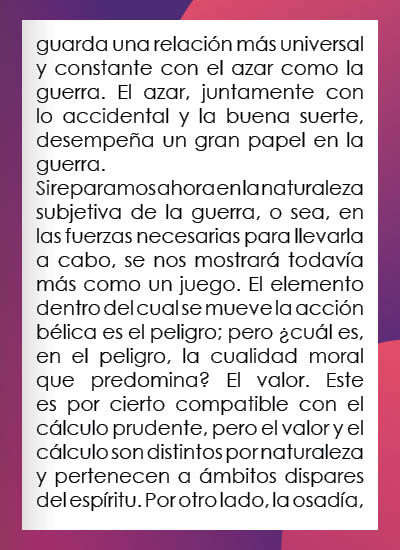 guarda una relación más universal
y constante con el azar como la
guerra. El azar, juntamente con
lo accidental y la buena suerte,
desempeña un gran papel en la
guerra.
Si reparamos ahora en la naturaleza
subjetiva de la guerra, o sea, en
las fuerzas necesarias para llevarla
a cabo, se nos mostrará todavía
más como un juego. El elemento
dentro del cual se mueve la acción
bélica es el peligro; pero ¿cuál es,
en el peligro, la cualidad moral
que predomina? El valor. Este
es por cierto compatible con el
cálculo prudente, pero el valor y el
cálculo son distintos por naturaleza
y pertenecen a ámbitos dispares
del espíritu. Por otro lado, la osadía,